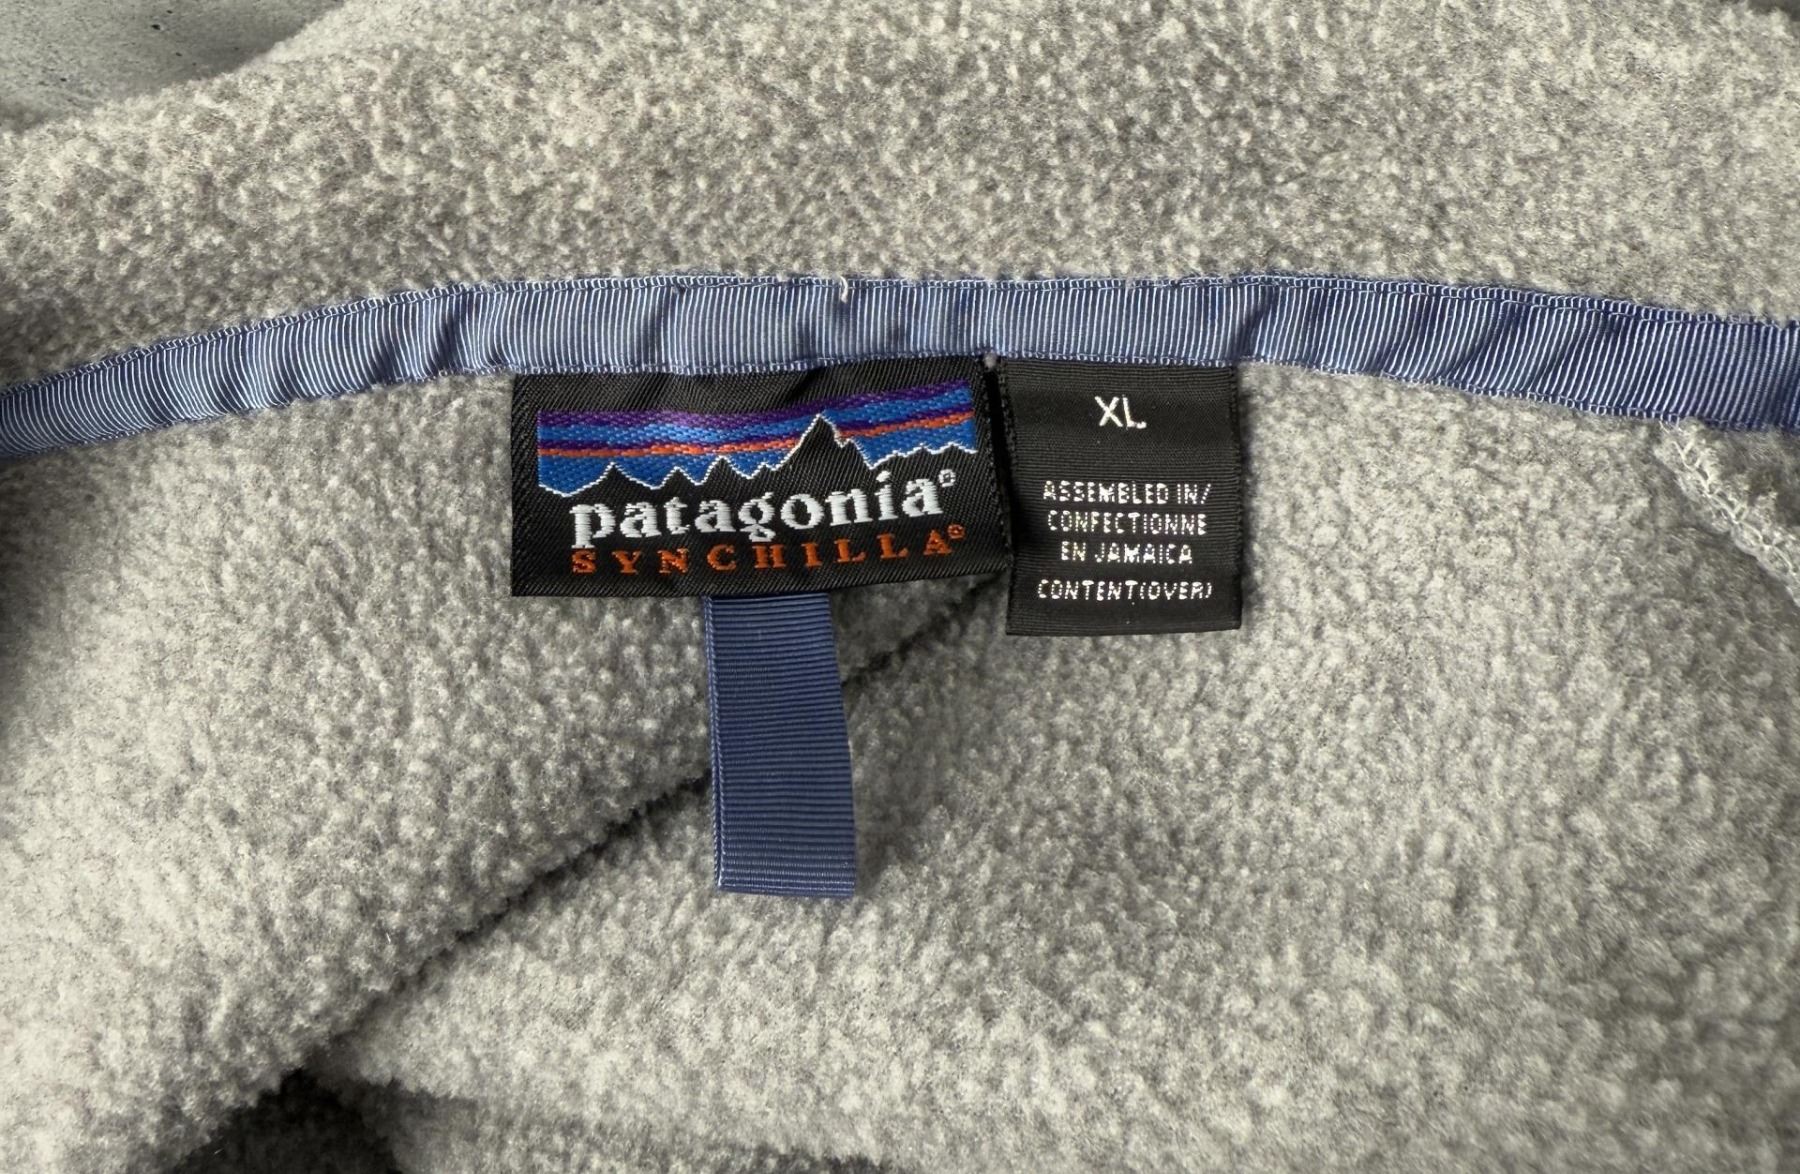 patagonia®
SYNCHILLA®
XL
ASSEMBLED IN/
CONFECTIONNE
EN JAMAICA
CONTENT(OVER)